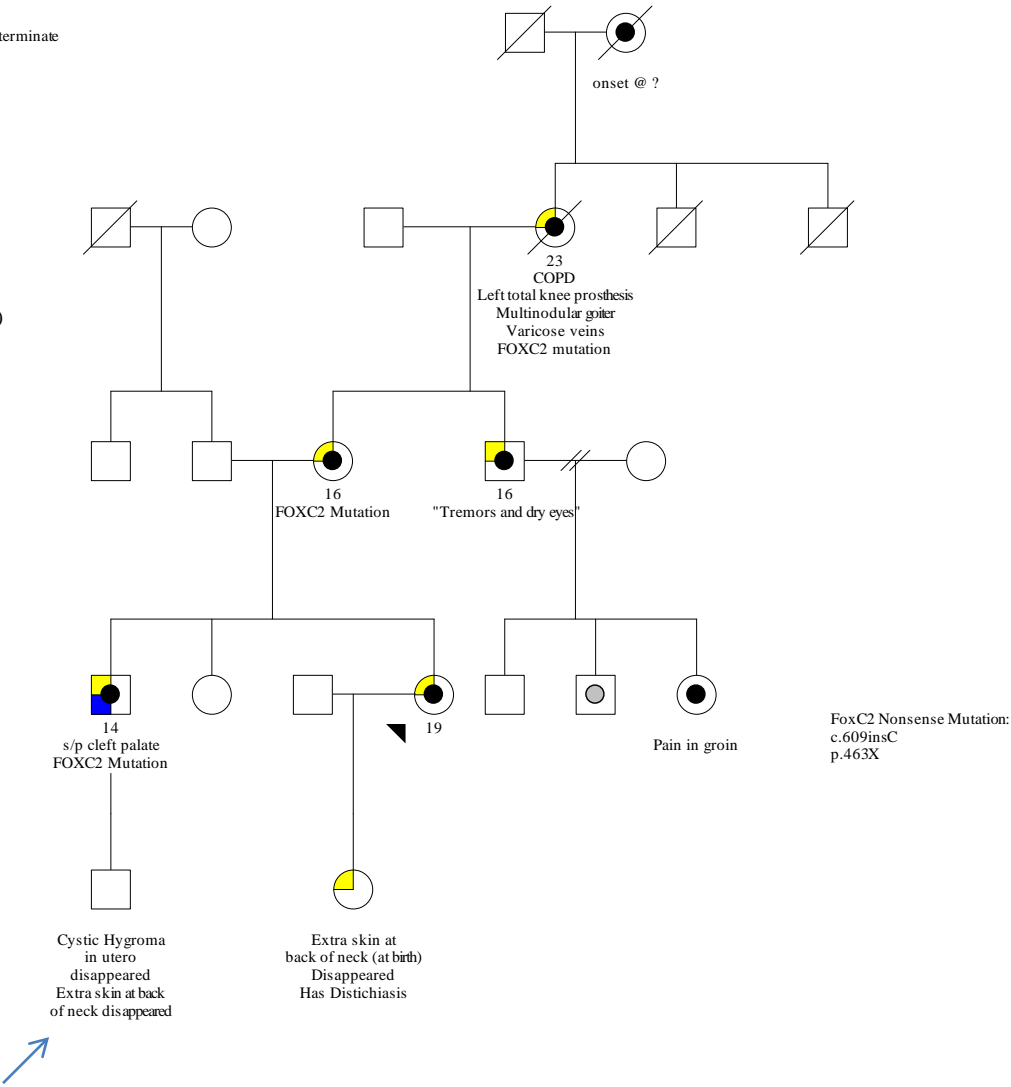 terminate
onset @ ?
)
23
COPD
Left total knee prosthesis
Multinodular goiter
Varicose veins
FOXC2 mutation
16
FOXC2 Mutation
16
"Tremors and dry eyes"
14
s/p cleft palate
FOXC2 Mutation
19
Pain in groin
FoxC2 Nonsense Mutation:
c.609insC
p.463X
Cystic Hygroma
in utero
disappeared
Extra skin at back
of neck disappeared
Extra skin at
back of neck (at birth)
Disappeared
Has Distichiasis